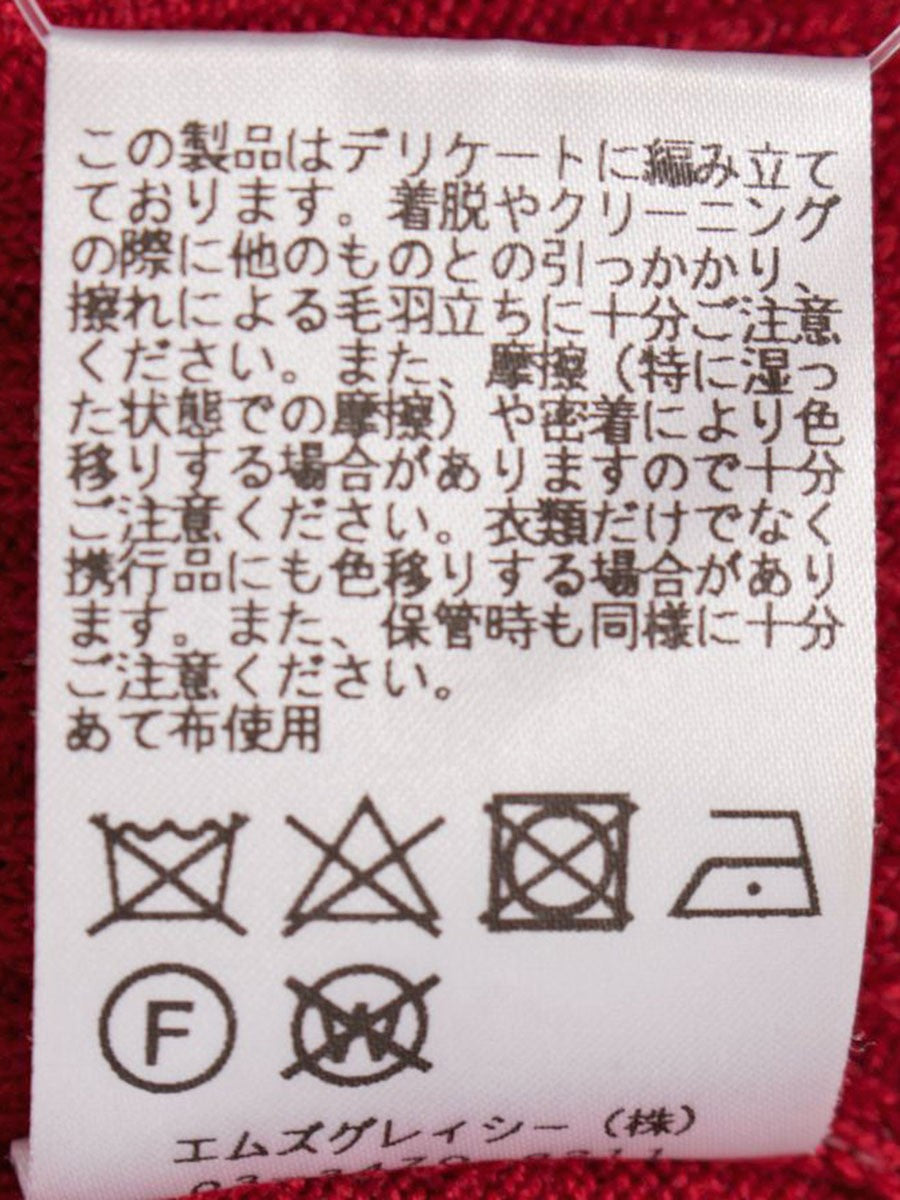 この製品はデリケートに編み立て
ております。着脱やクリーニング
の際に他のものとの引っかかり、
擦れによる毛羽立ちに十分ご注意
ください。また、摩擦（特に湿っ
た状態での摩擦）や密着により色
移りする場合がありますので十分
ご注意ください。衣類だけでなく
携行品にも色移りする場合があり
ます。また、保管時も同様に十分
ご注意ください。
あて布使用
F
W
エムズグレイシー（株）